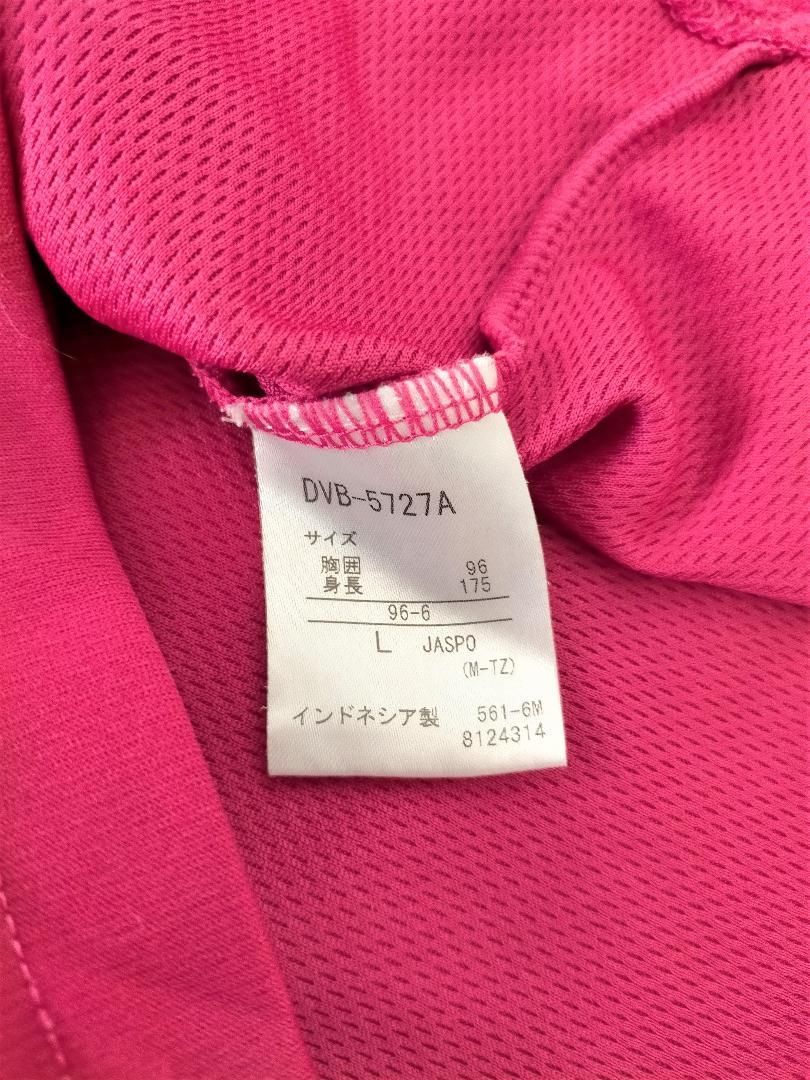 DVB-5727A
サイズ
胸囲 96
身長 175
96-6
L JASPO
(M-TZ)
インドネシア製 561-6M
8124314